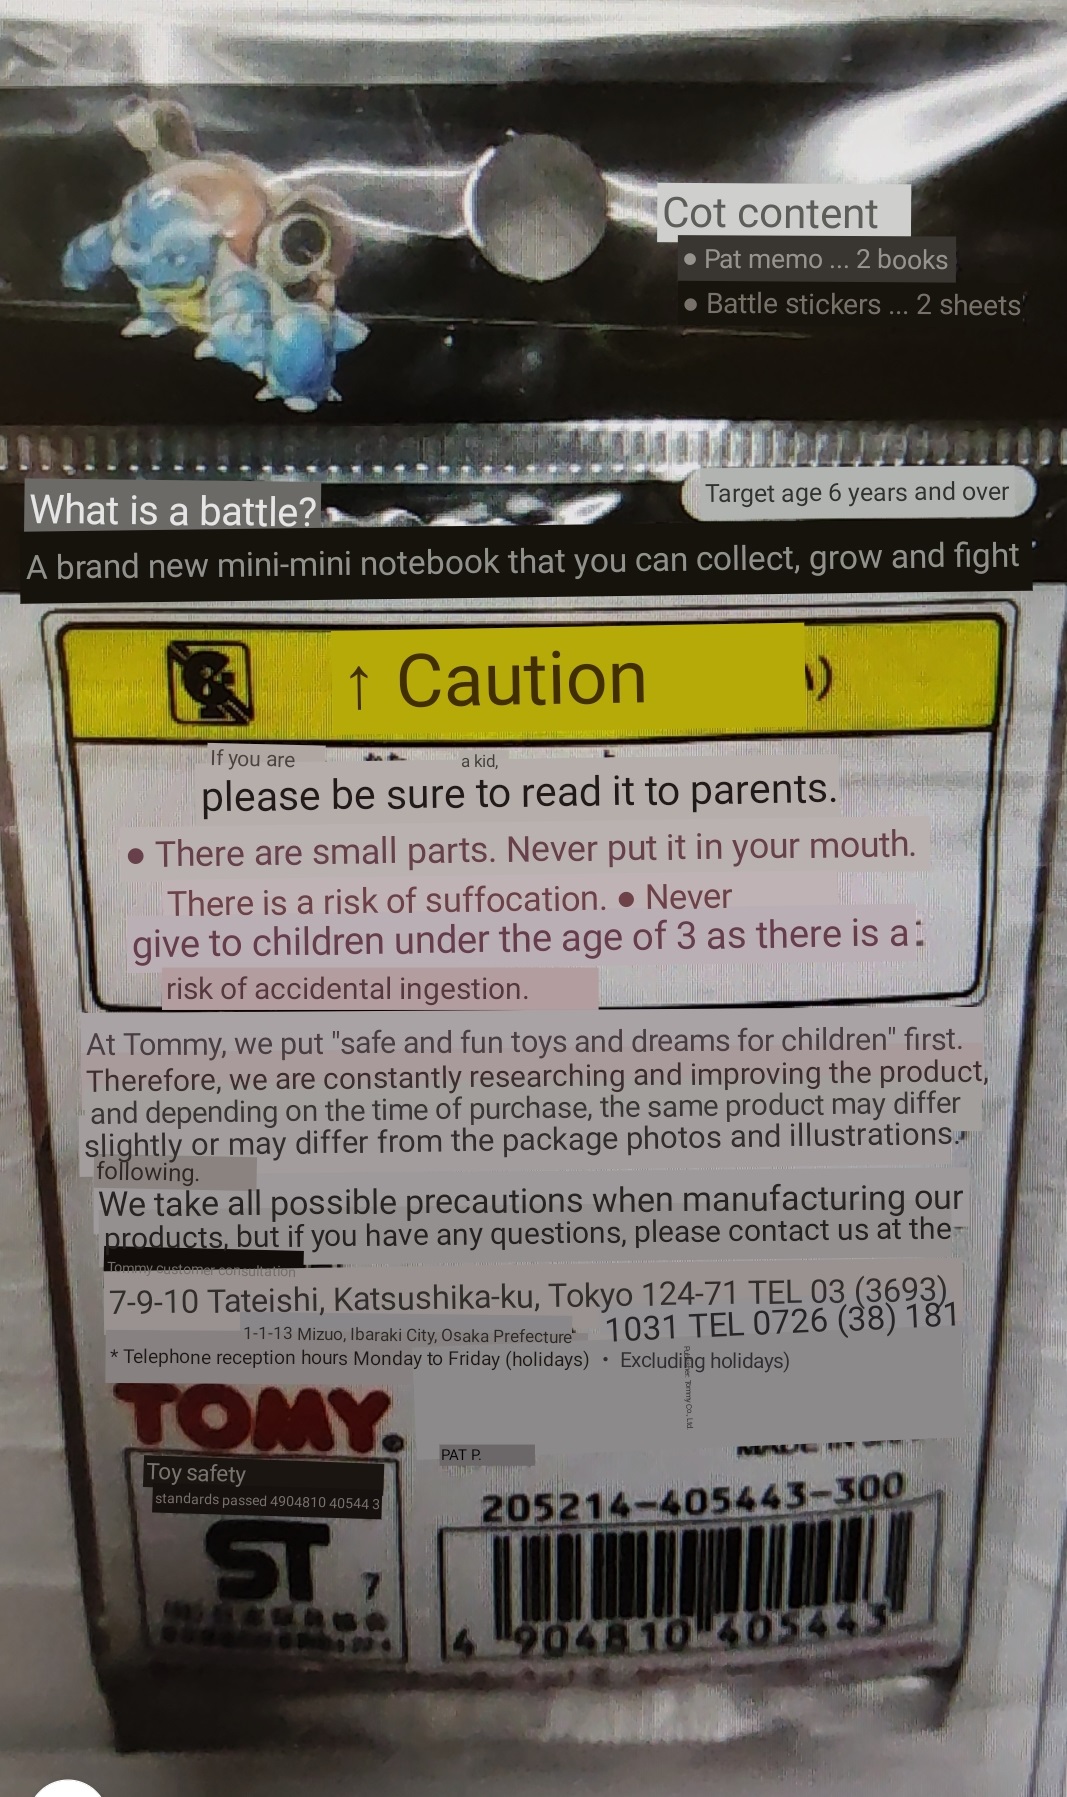 Cot content
● Pat memo ... 2 books
● Battle stickers ... 2 sheets
What is a battle?
Target age 6 years and over
A brand new mini-mini notebook that you can collect, grow and fight
↑ Caution
If you are a kid,
please be sure to read it to parents.
● There are small parts. Never put it in your mouth.
There is a risk of suffocation. ● Never
give to children under the age of 3 as there is a
risk of accidental ingestion.
At Tommy, we put "safe and fun toys and dreams for children" first.
Therefore, we are constantly researching and improving the product,
and depending on the time of purchase, the same product may differ
slightly or may differ from the package photos and illustrations.
following.
We take all possible precautions when manufacturing our
products, but if you have any questions, please contact us at the
Tommy customer consultation
7-9-10 Tateishi, Katsushika-ku, Tokyo 124-71 TEL 03 (3693)
1-1-13 Mizuo, Ibaraki City, Osaka Prefecture 1031 TEL 0726 (38) 181
* Telephone reception hours Monday to Friday (holidays) • Excluding holidays)
TOMY
PAT P.
MADE IN
Toy safety
standards passed 4904810 40544 3
ST 7
205214-405443-300
4 904810 405443